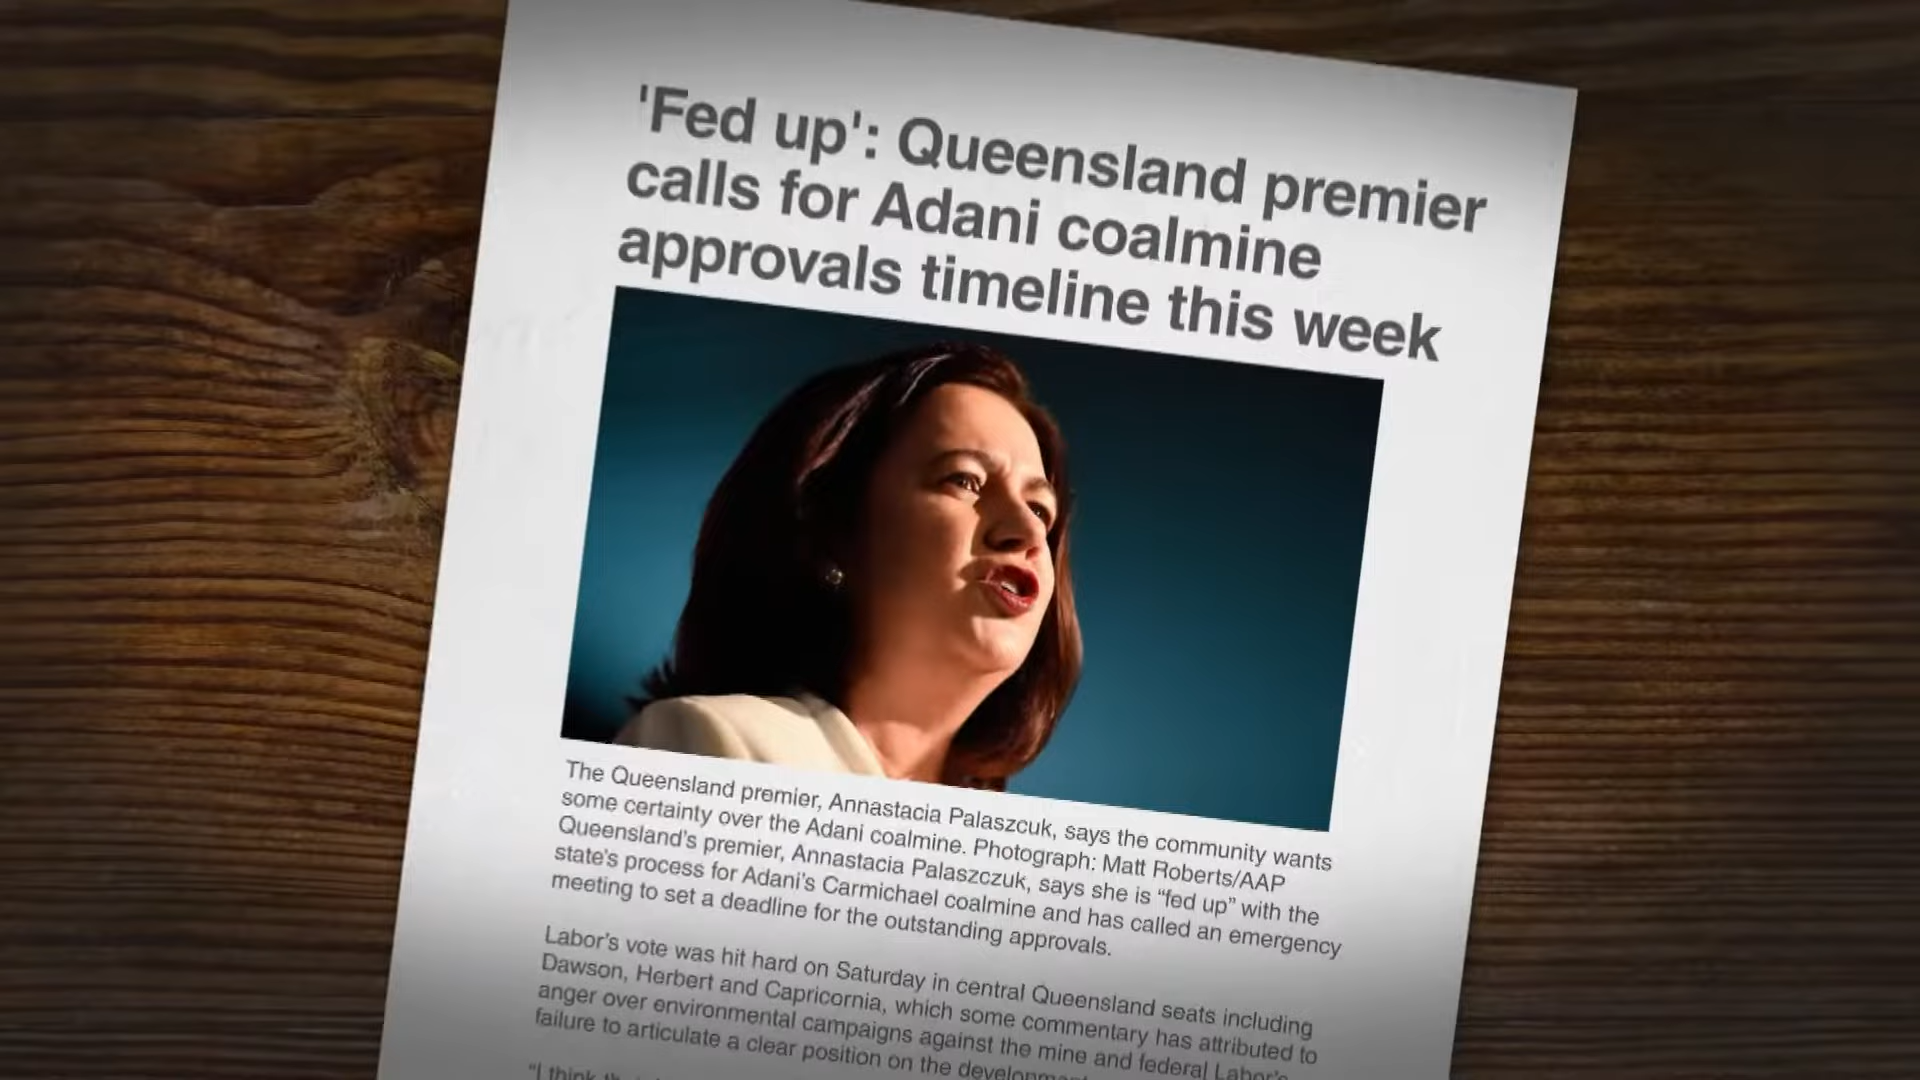 'Fed up': Queensland premier
calls for Adani coalmine
approvals timeline this week
The Queensland premier, Annastacia Palaszcuk, says the community wants
some certainty over the Adani coalmine. Photograph: Matt Roberts/AAP
Queensland's premier, Annastacia Palaszczuk, says she is “fed up” with the
state's process for Adani's Carmichael coalmine and has called an emergency
meeting to set a deadline for the outstanding approvals.
Labor's vote was hit hard on Saturday in central Queensland seats including
Dawson, Herbert and Capricornia, which some commentary has attributed to
anger over environmental campaigns against the mine and federal Labor's
failure to articulate a clear position on the
“I think